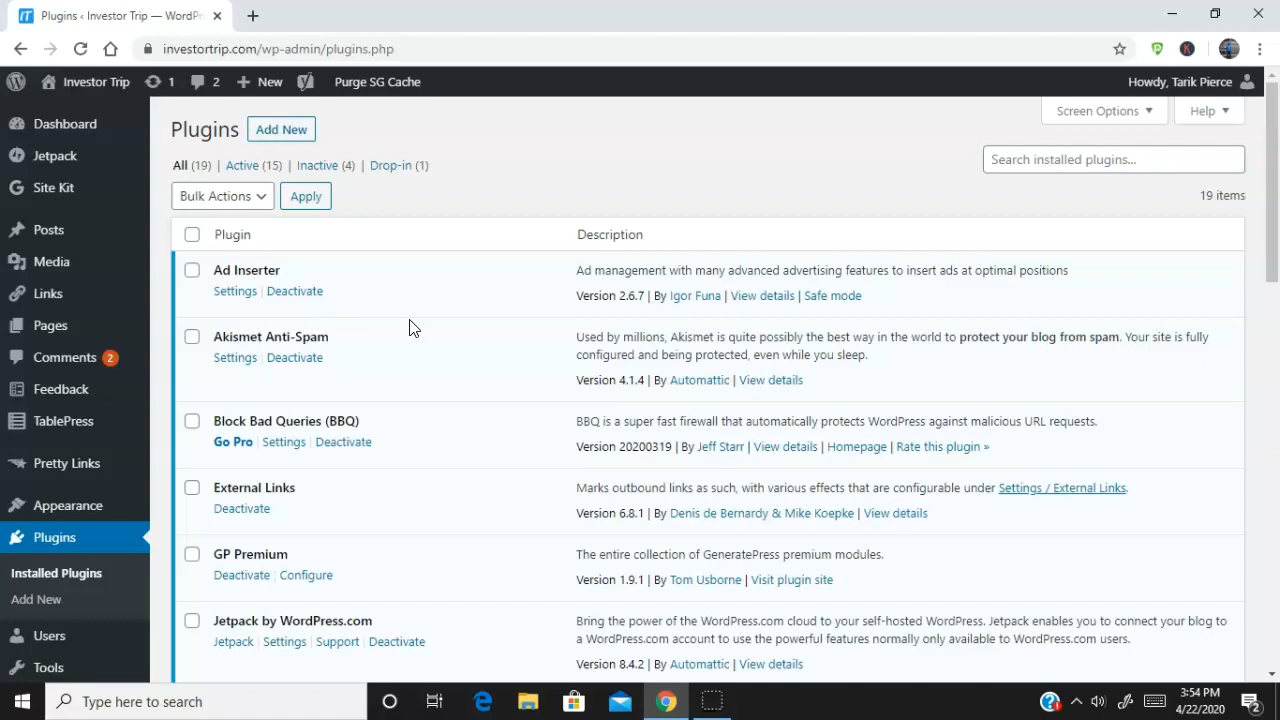 Plugins ‹ Investor Trip — WordPr
investortrip.com/wp-admin/plugins.php
Investor Trip 1 2 New Purge SG Cache Howdy, Tarik Pierce
Dashboard
Jetpack
Site Kit
Posts
Media
Links
Pages
Comments 2
Feedback
TablePress
Pretty Links
Appearance
Plugins
Installed Plugins
Add New
Users
Tools
Screen Options Help
Plugins Add New
All (19) | Active (15) | Inactive (4) | Drop-in (1)
Search installed plugins...
Bulk Actions Apply
19 items
Plugin Description
Ad Inserter
Settings | Deactivate
Ad management with many advanced advertising features to insert ads at optimal positions
Version 2.6.7 | By Igor Funa | View details | Safe mode
Akismet Anti-Spam
Settings | Deactivate
Used by millions, Akismet is quite possibly the best way in the world to protect your blog from spam. Your site is fully
configured and being protected, even while you sleep.
Version 4.1.4 | By Automattic | View details
Block Bad Queries (BBQ)
Go Pro | Settings | Deactivate
BBQ is a super fast firewall that automatically protects WordPress against malicious URL requests.
Version 20200319 | By Jeff Starr | View details | Homepage | Rate this plugin »
External Links
Deactivate
Marks outbound links as such, with various effects that are configurable under Settings / External Links.
Version 6.8.1 | By Denis de Bernardy & Mike Koepke | View details
GP Premium
Deactivate | Configure
The entire collection of GeneratePress premium modules.
Version 1.9.1 | By Tom Usborne | Visit plugin site
Jetpack by WordPress.com
Jetpack | Settings | Support | Deactivate
Bring the power of the WordPress.com cloud to your self-hosted WordPress. Jetpack enables you to connect your blog to
a WordPress.com account to use the powerful features normally only available to WordPress.com users.
Version 8.4.2 | By Automattic | View details
Type here to search
3:54 PM
4/22/2020
2